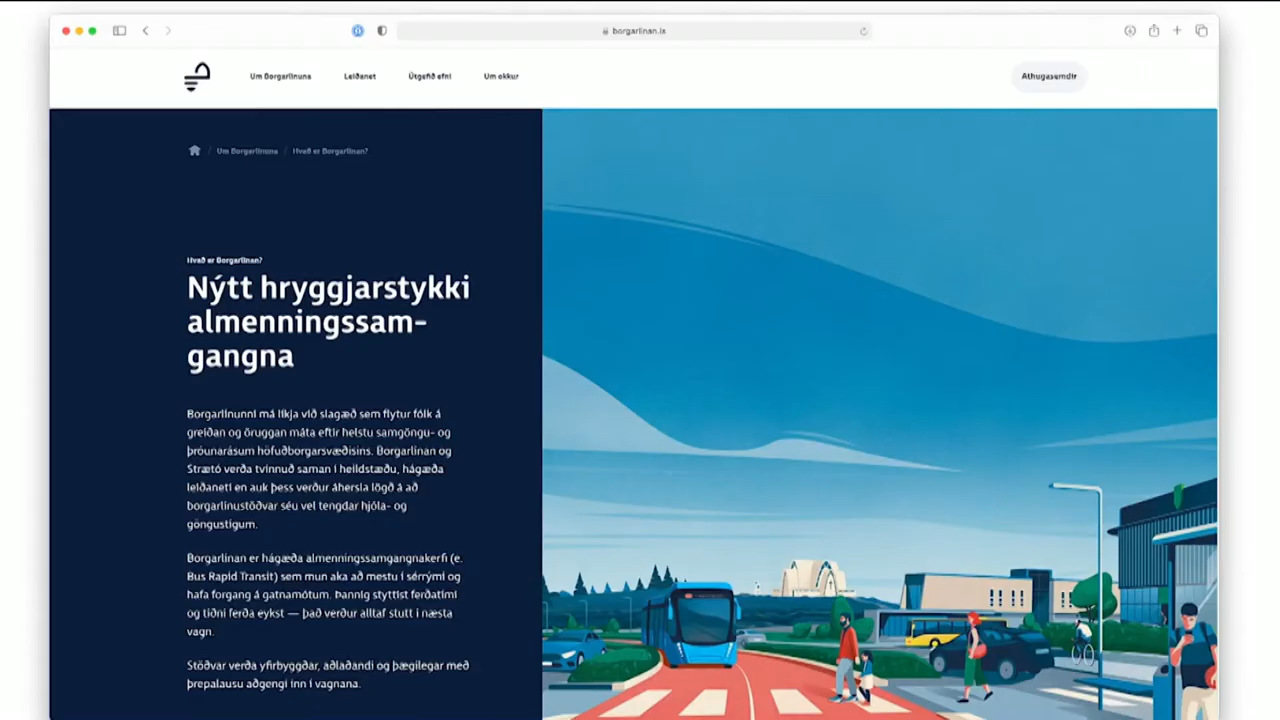 borgarlinan.is
Um Borgarlínuna
Leiðanet
Útgefið efni
Um okkur
Athugasemdir
Um Borgarlínuna / Hvað er Borgarlínan?
Hvað er Borgarlínan?
Nýtt hryggjarstykki
almenningssam-
gangna
Borgarlínunni má líkja við slagæð sem flytur fólk á
greiðan og öruggan máta eftir helstu samgöngu- og
þróunarásum höfuðborgarsvæðisins. Borgarlínan og
Strætó verða tvinnuð saman í heildstæðu, hágæða
leiðaneti en auk þess verður áhersla lögð á að
borgarlínustöðvar séu vel tengdar hjóla- og
göngustígum.
Borgarlínan er hágæða almenningssamgangnakerfi (e.
Bus Rapid Transit) sem mun aka að mestu í sérrými og
hafa forgang á gatnamótum. Þannig styttist ferðatími
og tíðni ferða eykst — það verður alltaf stutt í næsta
vagn.
Stöðvar verða yfirbyggðar, aðlaðandi og þægilegar með
þrepalausu aðgengi inn í vagnana.